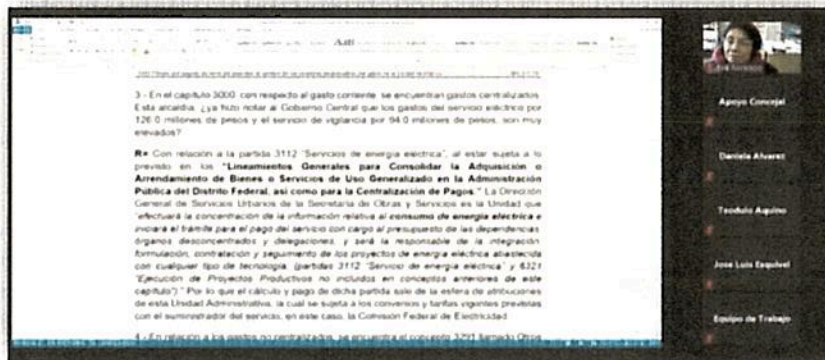 3.- En el capítulo 3000, con respecto al gasto corriente, se encuentran gastos centralizados.
Esta alcaldía, ¿ya hizo notar al Gobierno Central que los gastos del servicio eléctrico por
126.0 millones de pesos y el servicio de vigilancia por 94.0 millones de pesos, son muy
elevados?
R= Con relación a la partida 3112 "Servicios de energía eléctrica", al estar sujeta a lo
previsto en los "Lineamientos Generales para Consolidar la Adquisición o
Arrendamiento de Bienes o Servicios de Uso Generalizado en la Administración
Pública del Distrito Federal, así como para la Centralización de Pagos." La Dirección
General de Servicios Urbanos de la Secretaría de Obras y Servicios es la Unidad que
"efectuará la concentración de la información relativa al consumo de energía eléctrica e
iniciará el trámite para el pago del servicio con cargo al presupuesto de las dependencias,
órganos desconcentrados y delegaciones, y será la responsable de la integración,
formulación, contratación y seguimiento de los proyectos de energía eléctrica abastecida
con cualquier tipo de tecnología. (partidas 3112 "Servicio de energía eléctrica" y 6321
"Ejecución de Proyectos Productivos no incluidos en conceptos anteriores de este
capítulo")." Por lo que el cálculo y pago de dicha partida sale de la esfera de atribuciones
de esta Unidad Administrativa, la cual se sujeta a los convenios y tarifas vigentes previstas
con el suministrador del servicio, en este caso, la Comisión Federal de Electricidad.
4.- En relación a los gastos no centralizados, se encuentra el concepto 3291 llamado Otros
Apoyo Concejal
Daniela Alvarez
Teodulo Aquino
Jose Luis Esquivel
Equipo de Trabajo